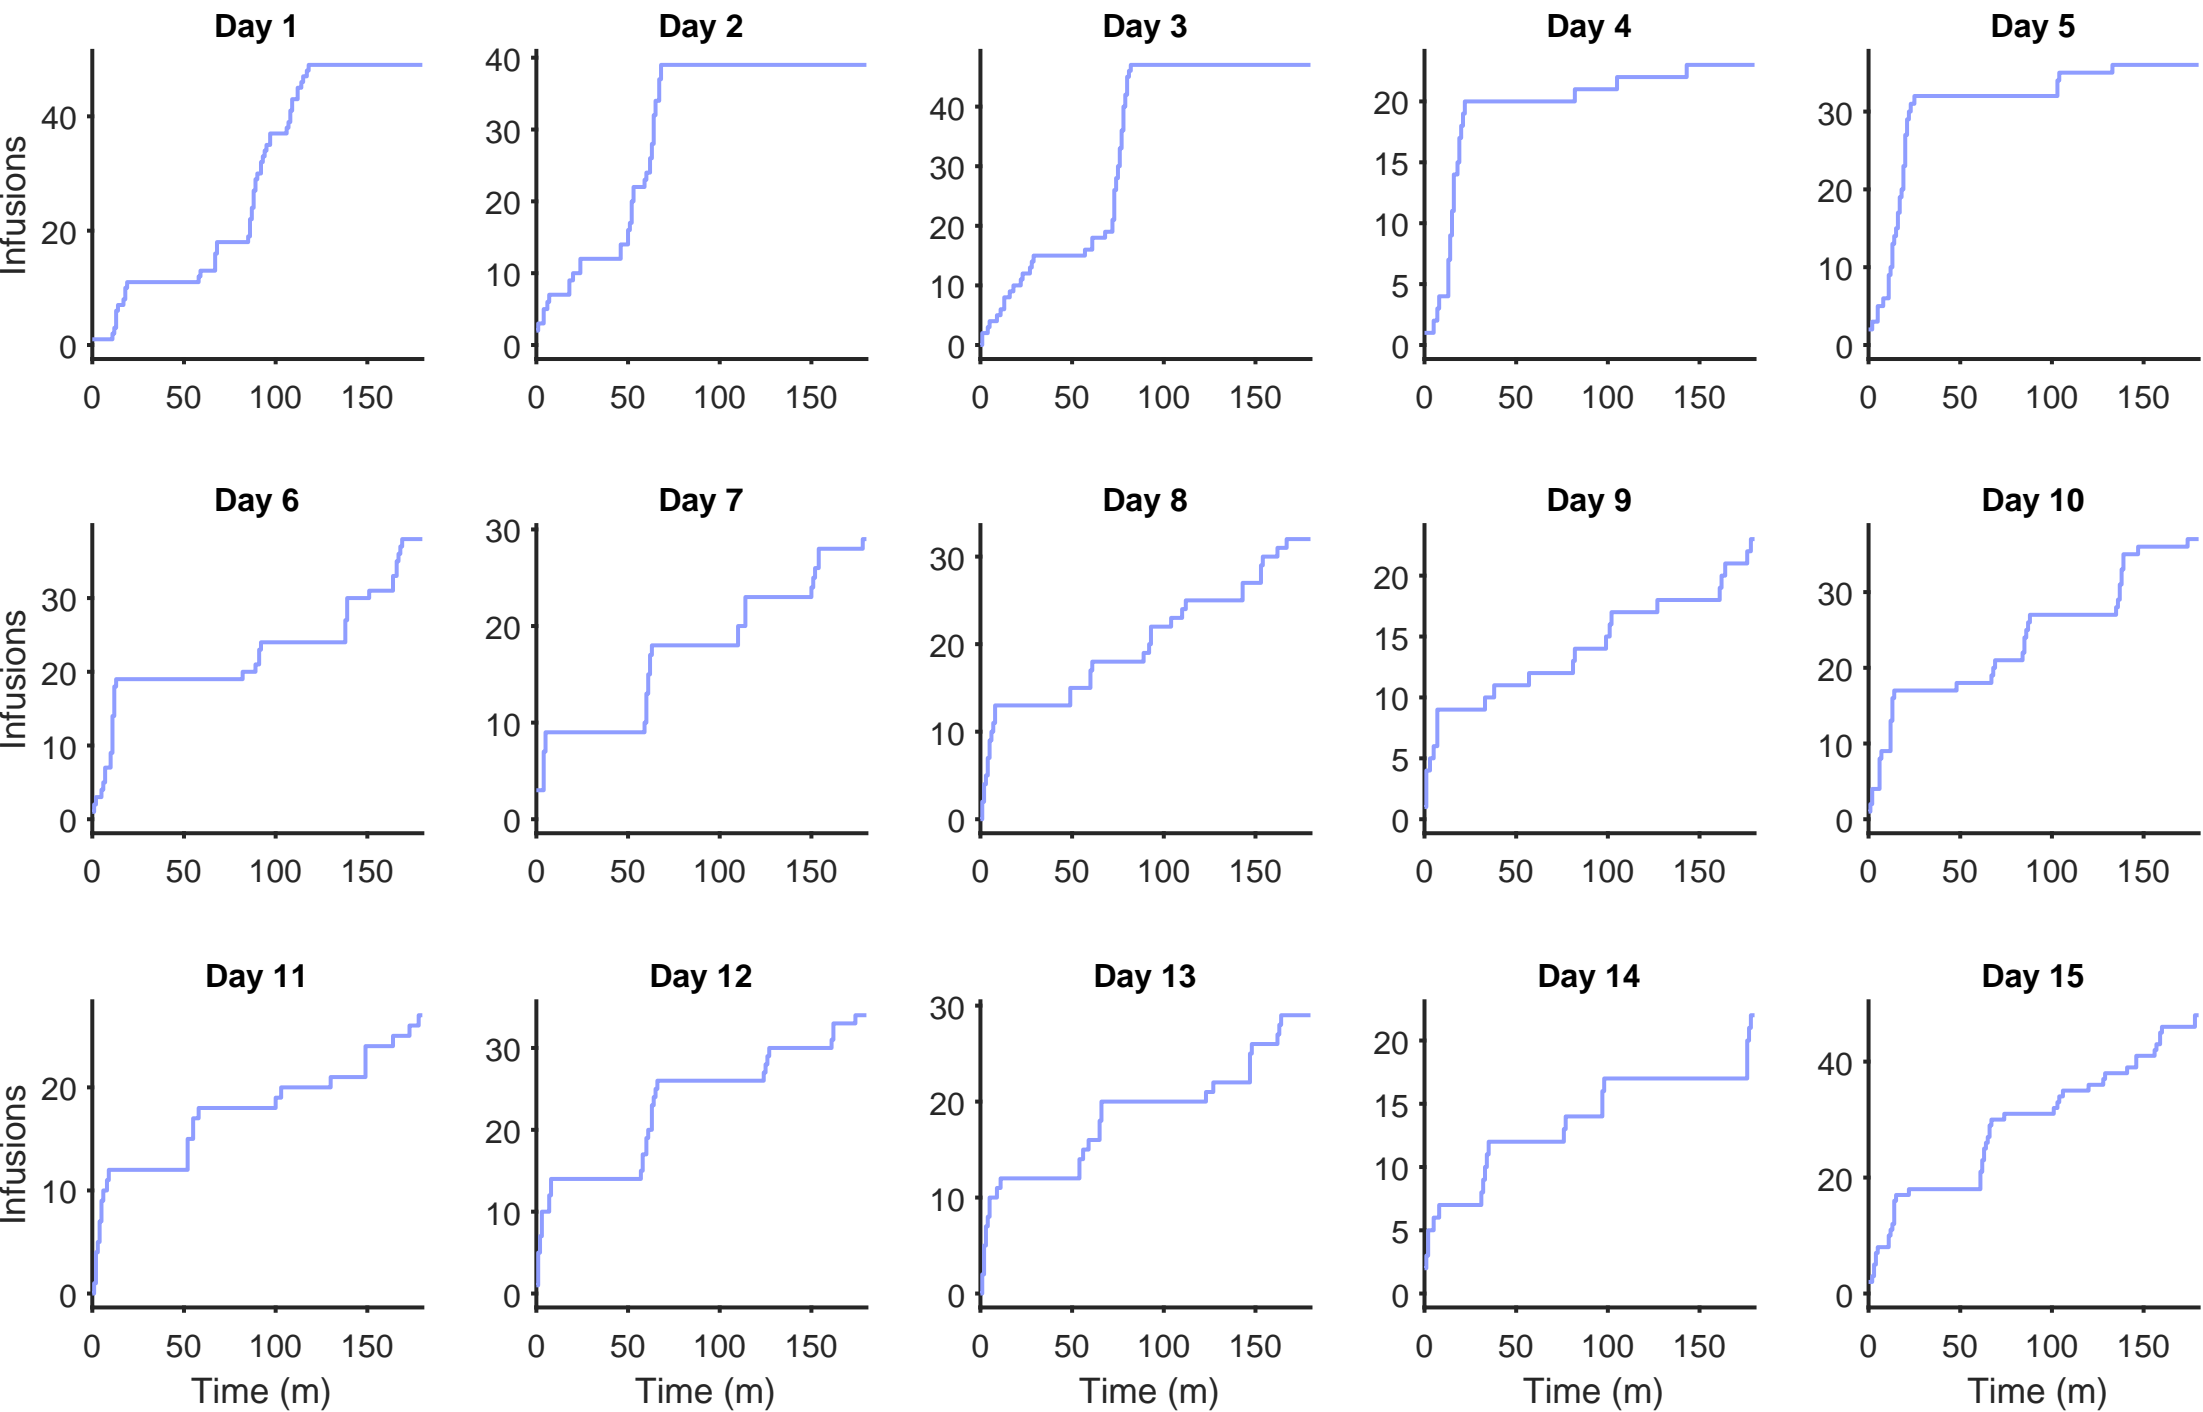 Day 1 Day 2 Day 3 Day 4 Day 5
Infusions
40 20 0
40 30 20 10 0
40 30 20 10 0
20 15 10 5 0
30 20 10 0
0 50 100 150 0 50 100 150 0 50 100 150 0 50 100 150 0 50 100 150
Day 6 Day 7 Day 8 Day 9 Day 10
Infusions
30 20 10 0
30 20 10 0
30 20 10 0
20 15 10 5 0
30 20 10 0
0 50 100 150 0 50 100 150 0 50 100 150 0 50 100 150 0 50 100 150
Day 11 Day 12 Day 13 Day 14 Day 15
Infusions
20 10 0
30 20 10 0
30 20 10 0
20 15 10 5 0
40 20 0
0 50 100 150 0 50 100 150 0 50 100 150 0 50 100 150 0 50 100 150
Time (m) Time (m) Time (m) Time (m) Time (m)